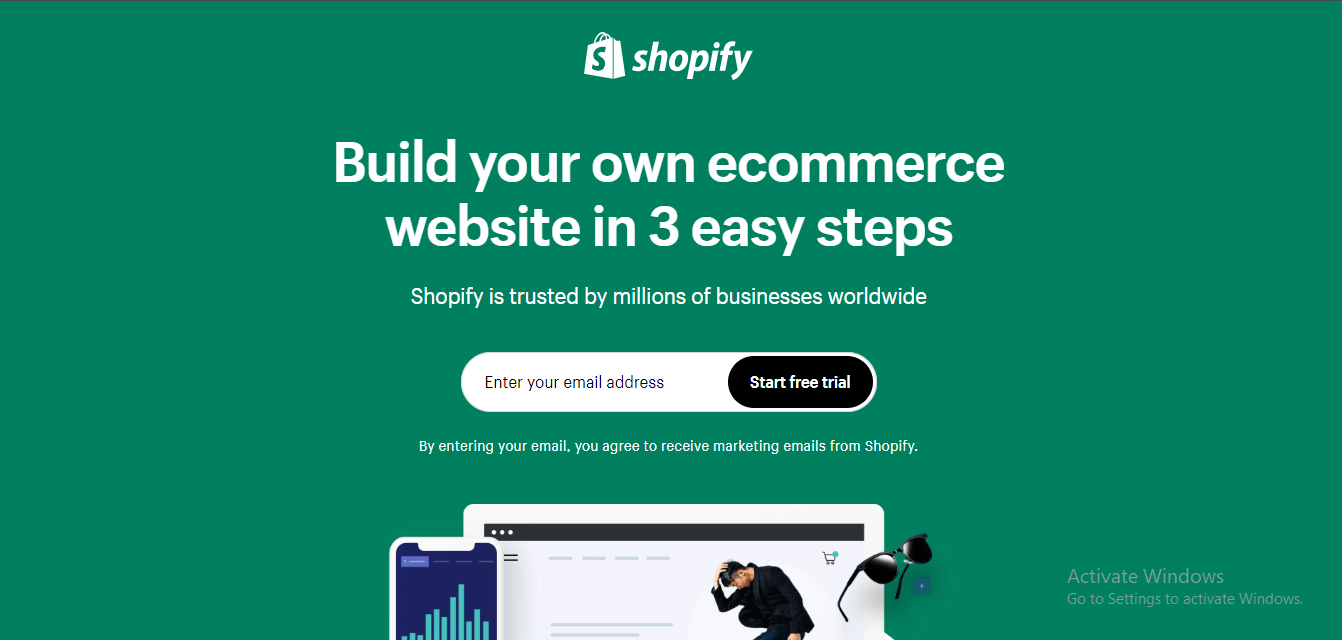 shopify
Build your own ecommerce
website in 3 easy steps
Shopify is trusted by millions of businesses worldwide
Enter your email address
Start free trial
By entering your email, you agree to receive marketing emails from Shopify.
Activate Windows
Go to Settings to activate Windows.